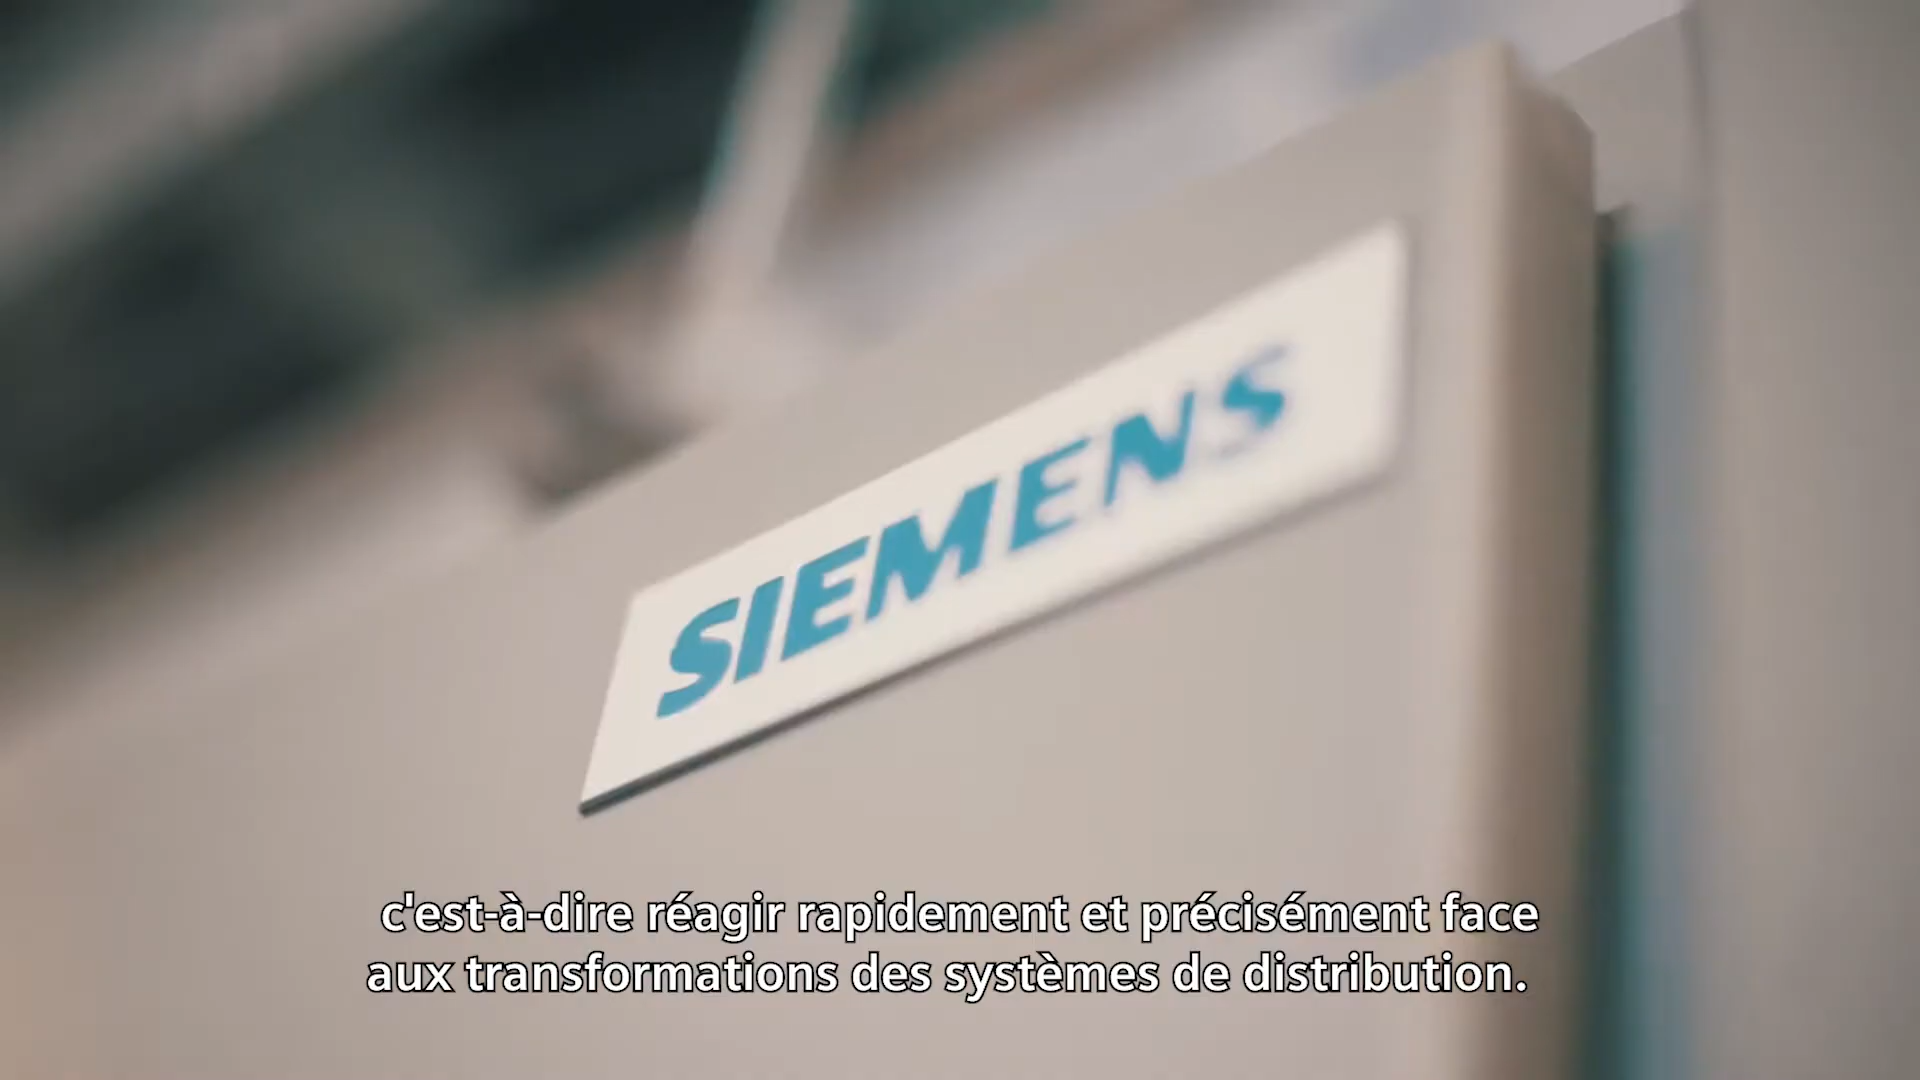 SIEMENS
c'est-à-dire réagir rapidement et précisément face
aux transformations des systèmes de distribution.